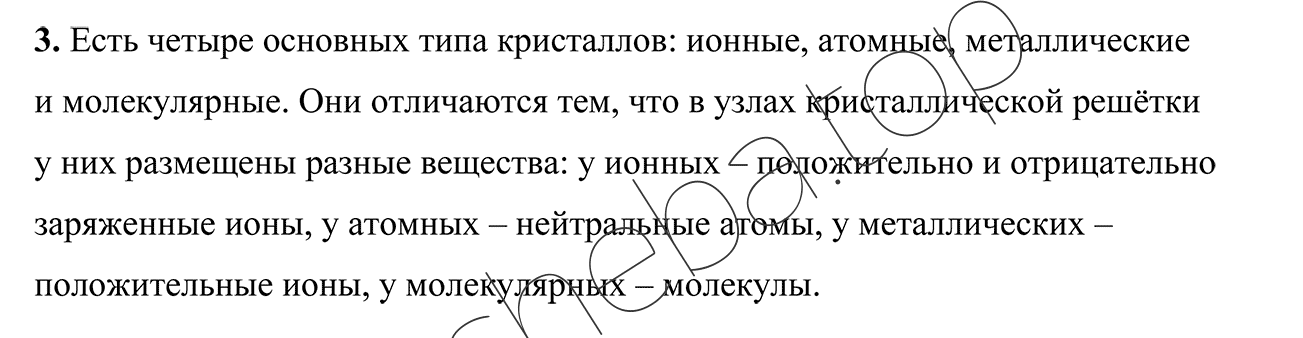 3. Есть четыре основных типа кристаллов: ионные, атомные, металлические
и молекулярные. Они отличаются тем, что в узлах кристаллической решётки
у них размещены разные вещества: у ионных – положительно и отрицательно
заряженные ионы, у атомных – нейтральные атомы, у металлических –
положительные ионы, у молекулярных – молекулы.